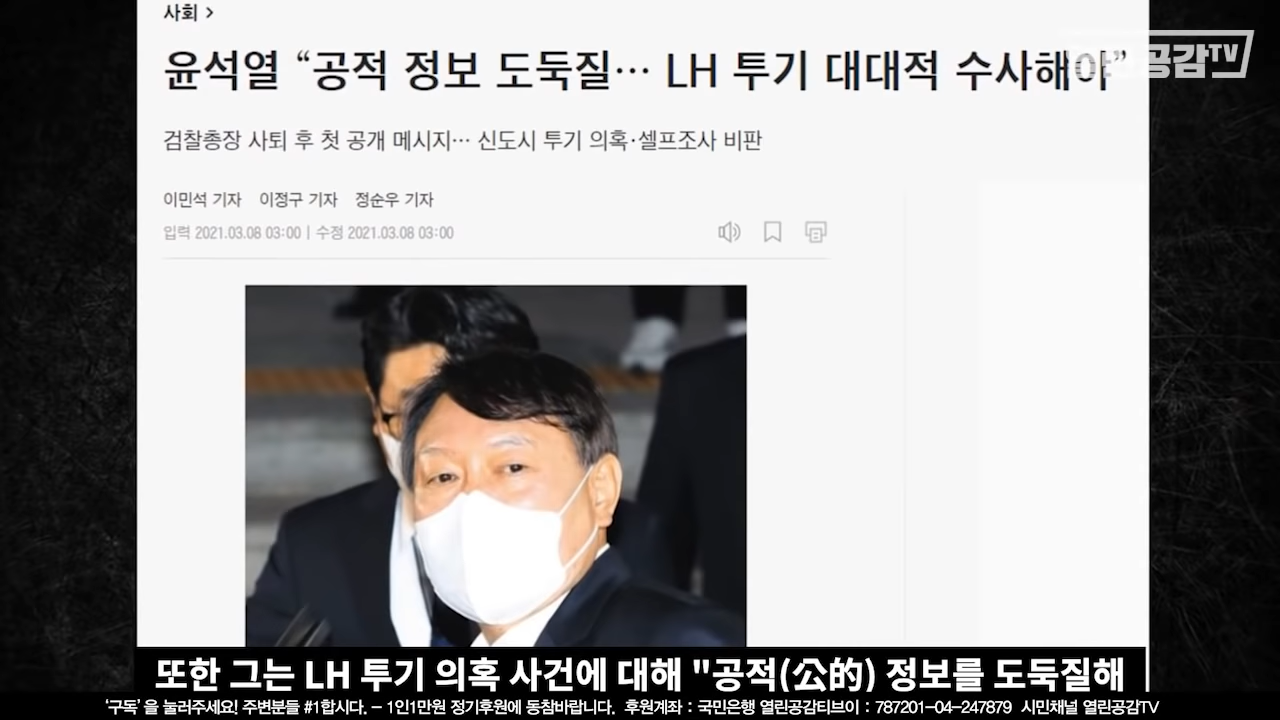 사회 >
윤석열 “공적 정보 도둑질… LH 투기 대대적 수사해야”
공감TV
검찰총장 사퇴 후 첫 공개 메시지… 신도시 투기 의혹·셀프조사 비판
이민석 기자 이정구 기자 정순우 기자
입력 2021.03.08 03:00 | 수정 2021.03.08 03:00
또한 그는 LH 투기 의혹 사건에 대해 "공적(公的) 정보를 도둑질해
‘구독’을 눌러주세요! 주변분들 #1합시다. – 1인1만원 정기후원에 동참바랍니다. 후원계좌 : 국민은행 열린공감티브이 : 787201-04-247879 시민채널 열린공감TV